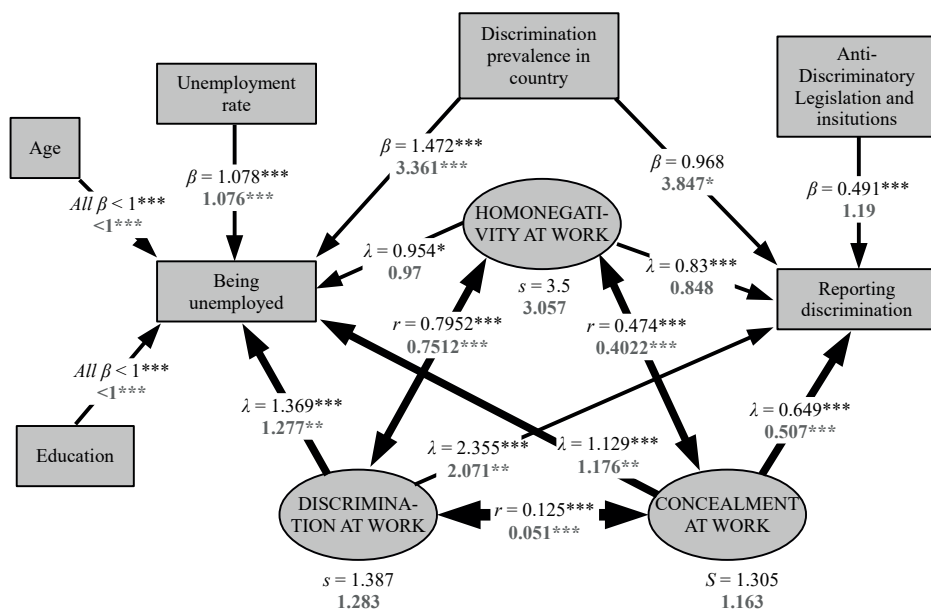 Discrimination
prevalence in
country
Anti-
Discriminatory
Legislation and
insitutions
Unemployment
rate
Age
β = 1.472***
3.361***
β = 0.968
3.847*
β = 1.078***
1.076***
β = 0.491***
1.19
All β < 1***
<1***
HOMONEGATI-
VITY AT WORK
λ = 0.954*
0.97
λ = 0.83***
0.848
Being
unemployed
s = 3.5
3.057
Reporting
discrimination
r = 0.7952***
0.7512***
r = 0.474***
0.4022***
All β < 1***
<1***
λ = 1.369***
1.277**
λ = 2.355***
2.071**
λ = 1.129***
1.176**
λ = 0.649***
0.507***
Education
DISCRIMINA-
TION AT WORK
r = 0.125***
0.051***
CONCEALMENT
AT WORK
s = 1.387
1.283
S = 1.305
1.163